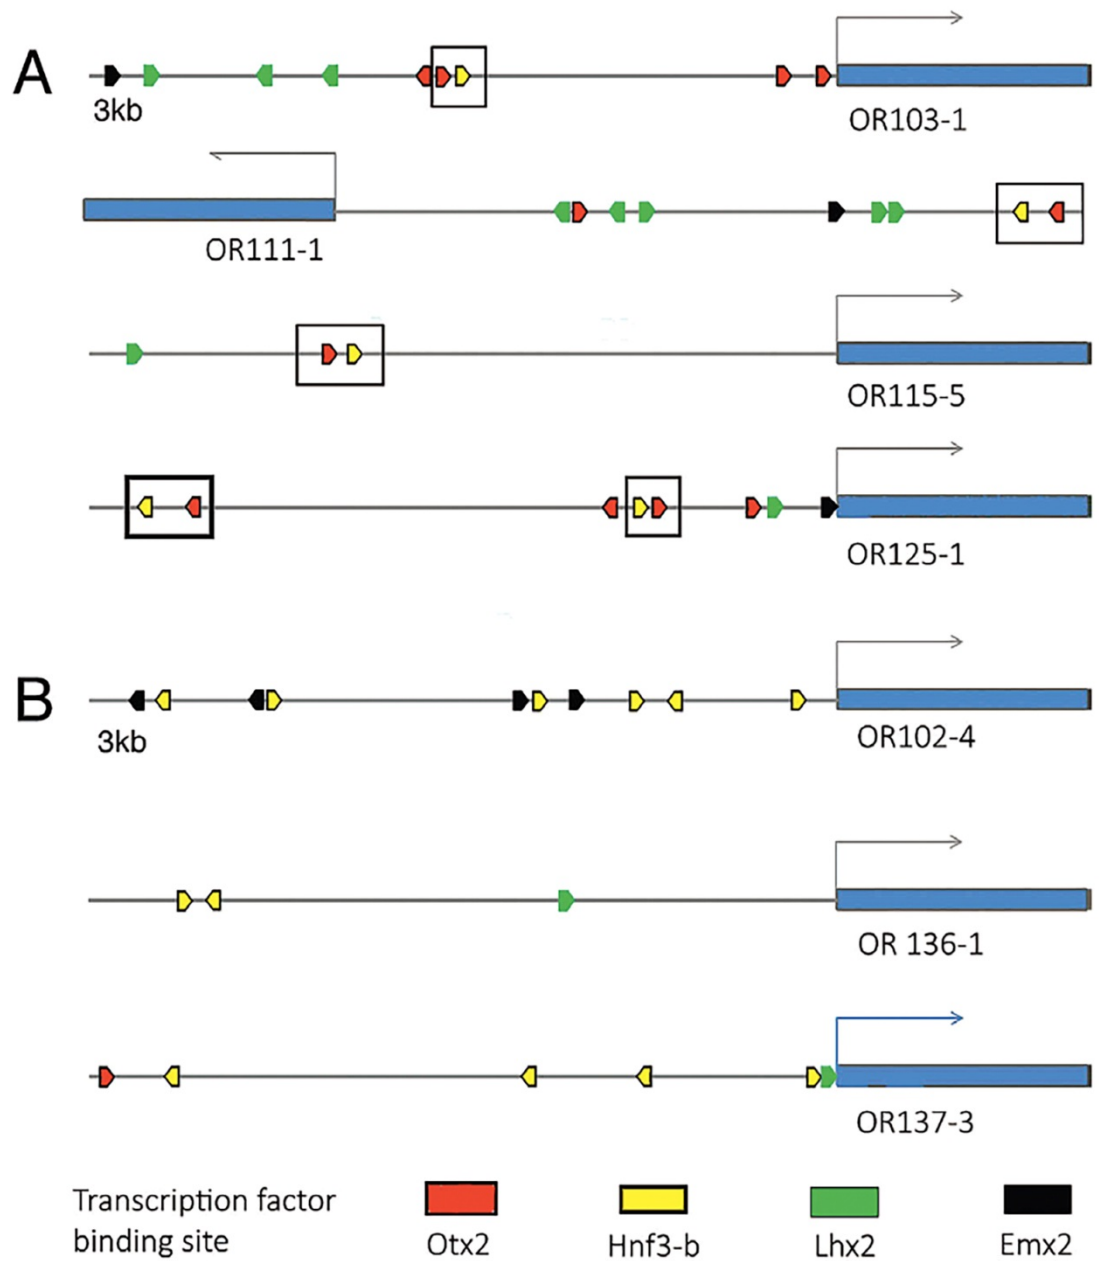 A
3kb
OR103-1
OR111-1
OR115-5
OR125-1
B
3kb
OR102-4
OR 136-1
OR137-3
Transcription factor
binding site
Otx2
Hnf3-b
Lhx2
Emx2